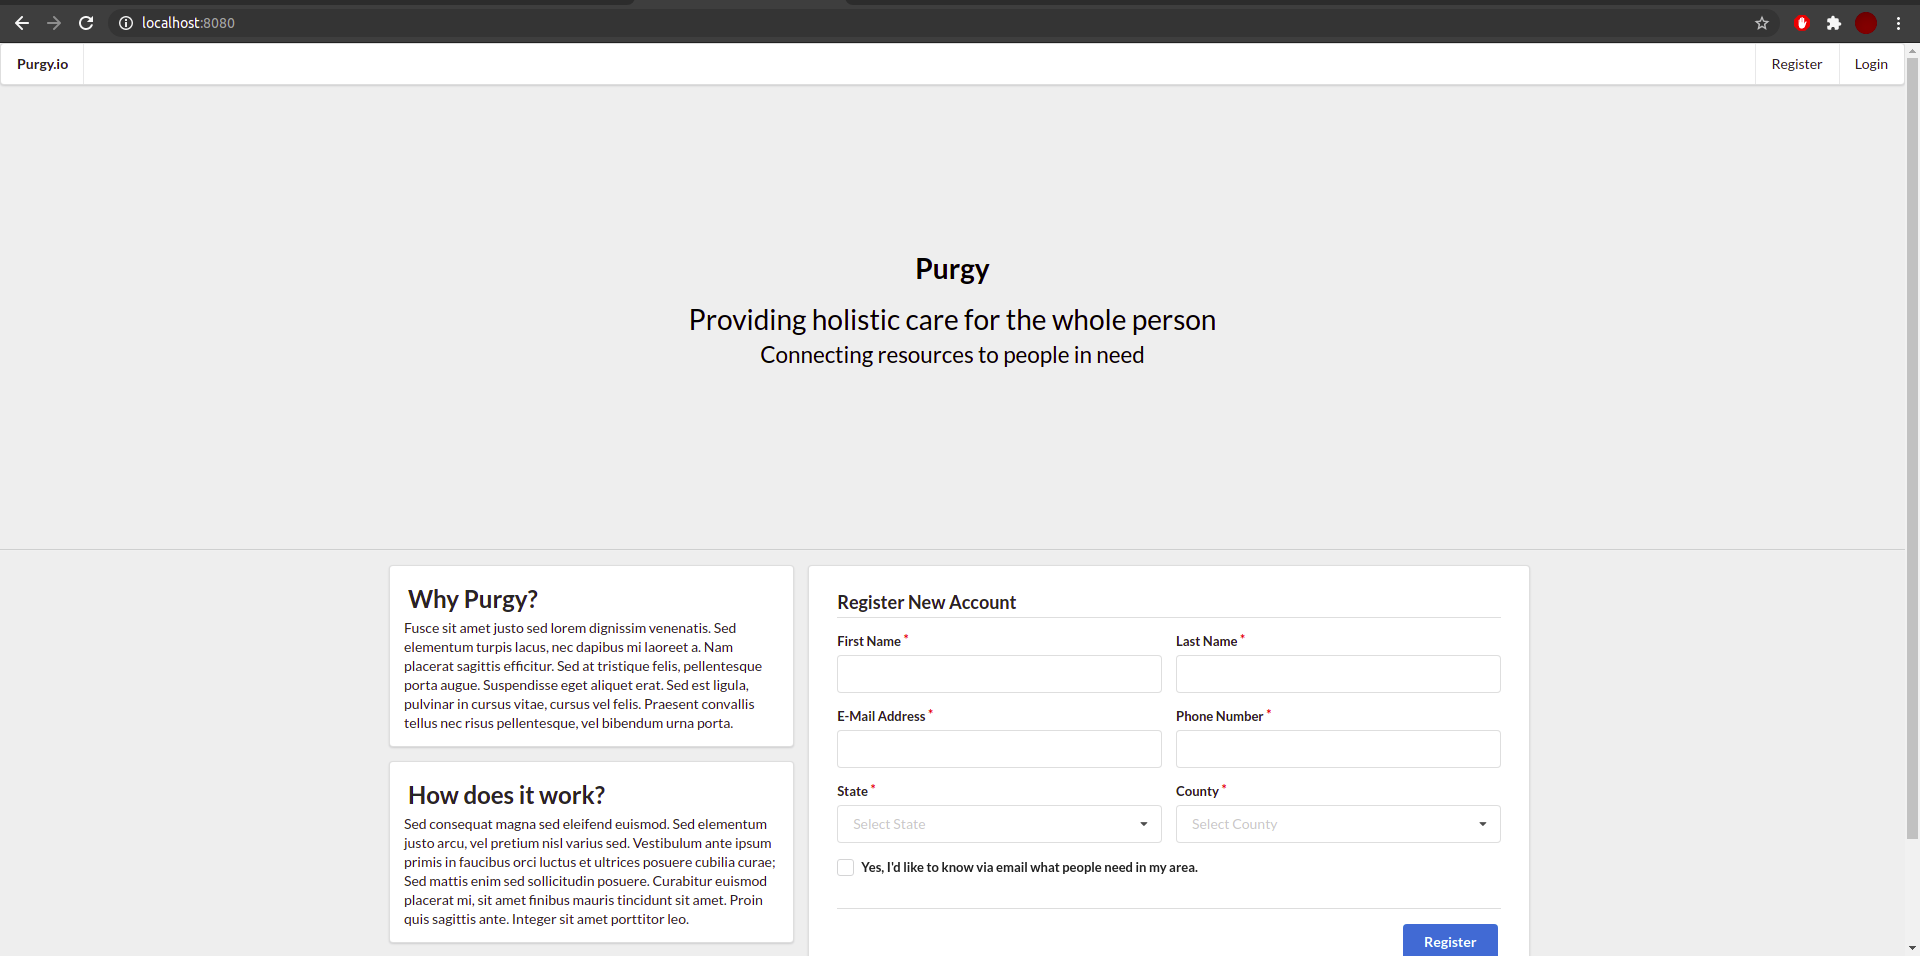 localhost:8080
Purgy.io
Register
Login
Purgy
Providing holistic care for the whole person
Connecting resources to people in need
Why Purgy?
Fusce sit amet justo sed lorem dignissim venenatis. Sed
elementum turpis lacus, nec dapibus mi laoreet a. Nam
placerat sagittis efficitur. Sed at tristique felis, pellentesque
porta augue. Suspendisse eget aliquet erat. Sed est ligula,
pulvinar in cursus vitae, cursus vel felis. Praesent convallis
tellus nec risus pellentesque, vel bibendum urna porta.
How does it work?
Sed consequat magna sed eleifend euismod. Sed elementum
justo arcu, vel pretium nisl varius sed. Vestibulum ante ipsum
primis in faucibus orci luctus et ultrices posuere cubilia curae;
Sed mattis enim sed sollicitudin posuere. Curabitur euismod
placerat mi, sit amet finibus mauris tincidunt sit amet. Proin
quis sagittis ante. Integer sit amet porttitor leo.
Register New Account
First Name *
Last Name *
E-Mail Address *
Phone Number *
State *
County *
Select State
Select County
Yes, I'd like to know via email what people need in my area.
Register